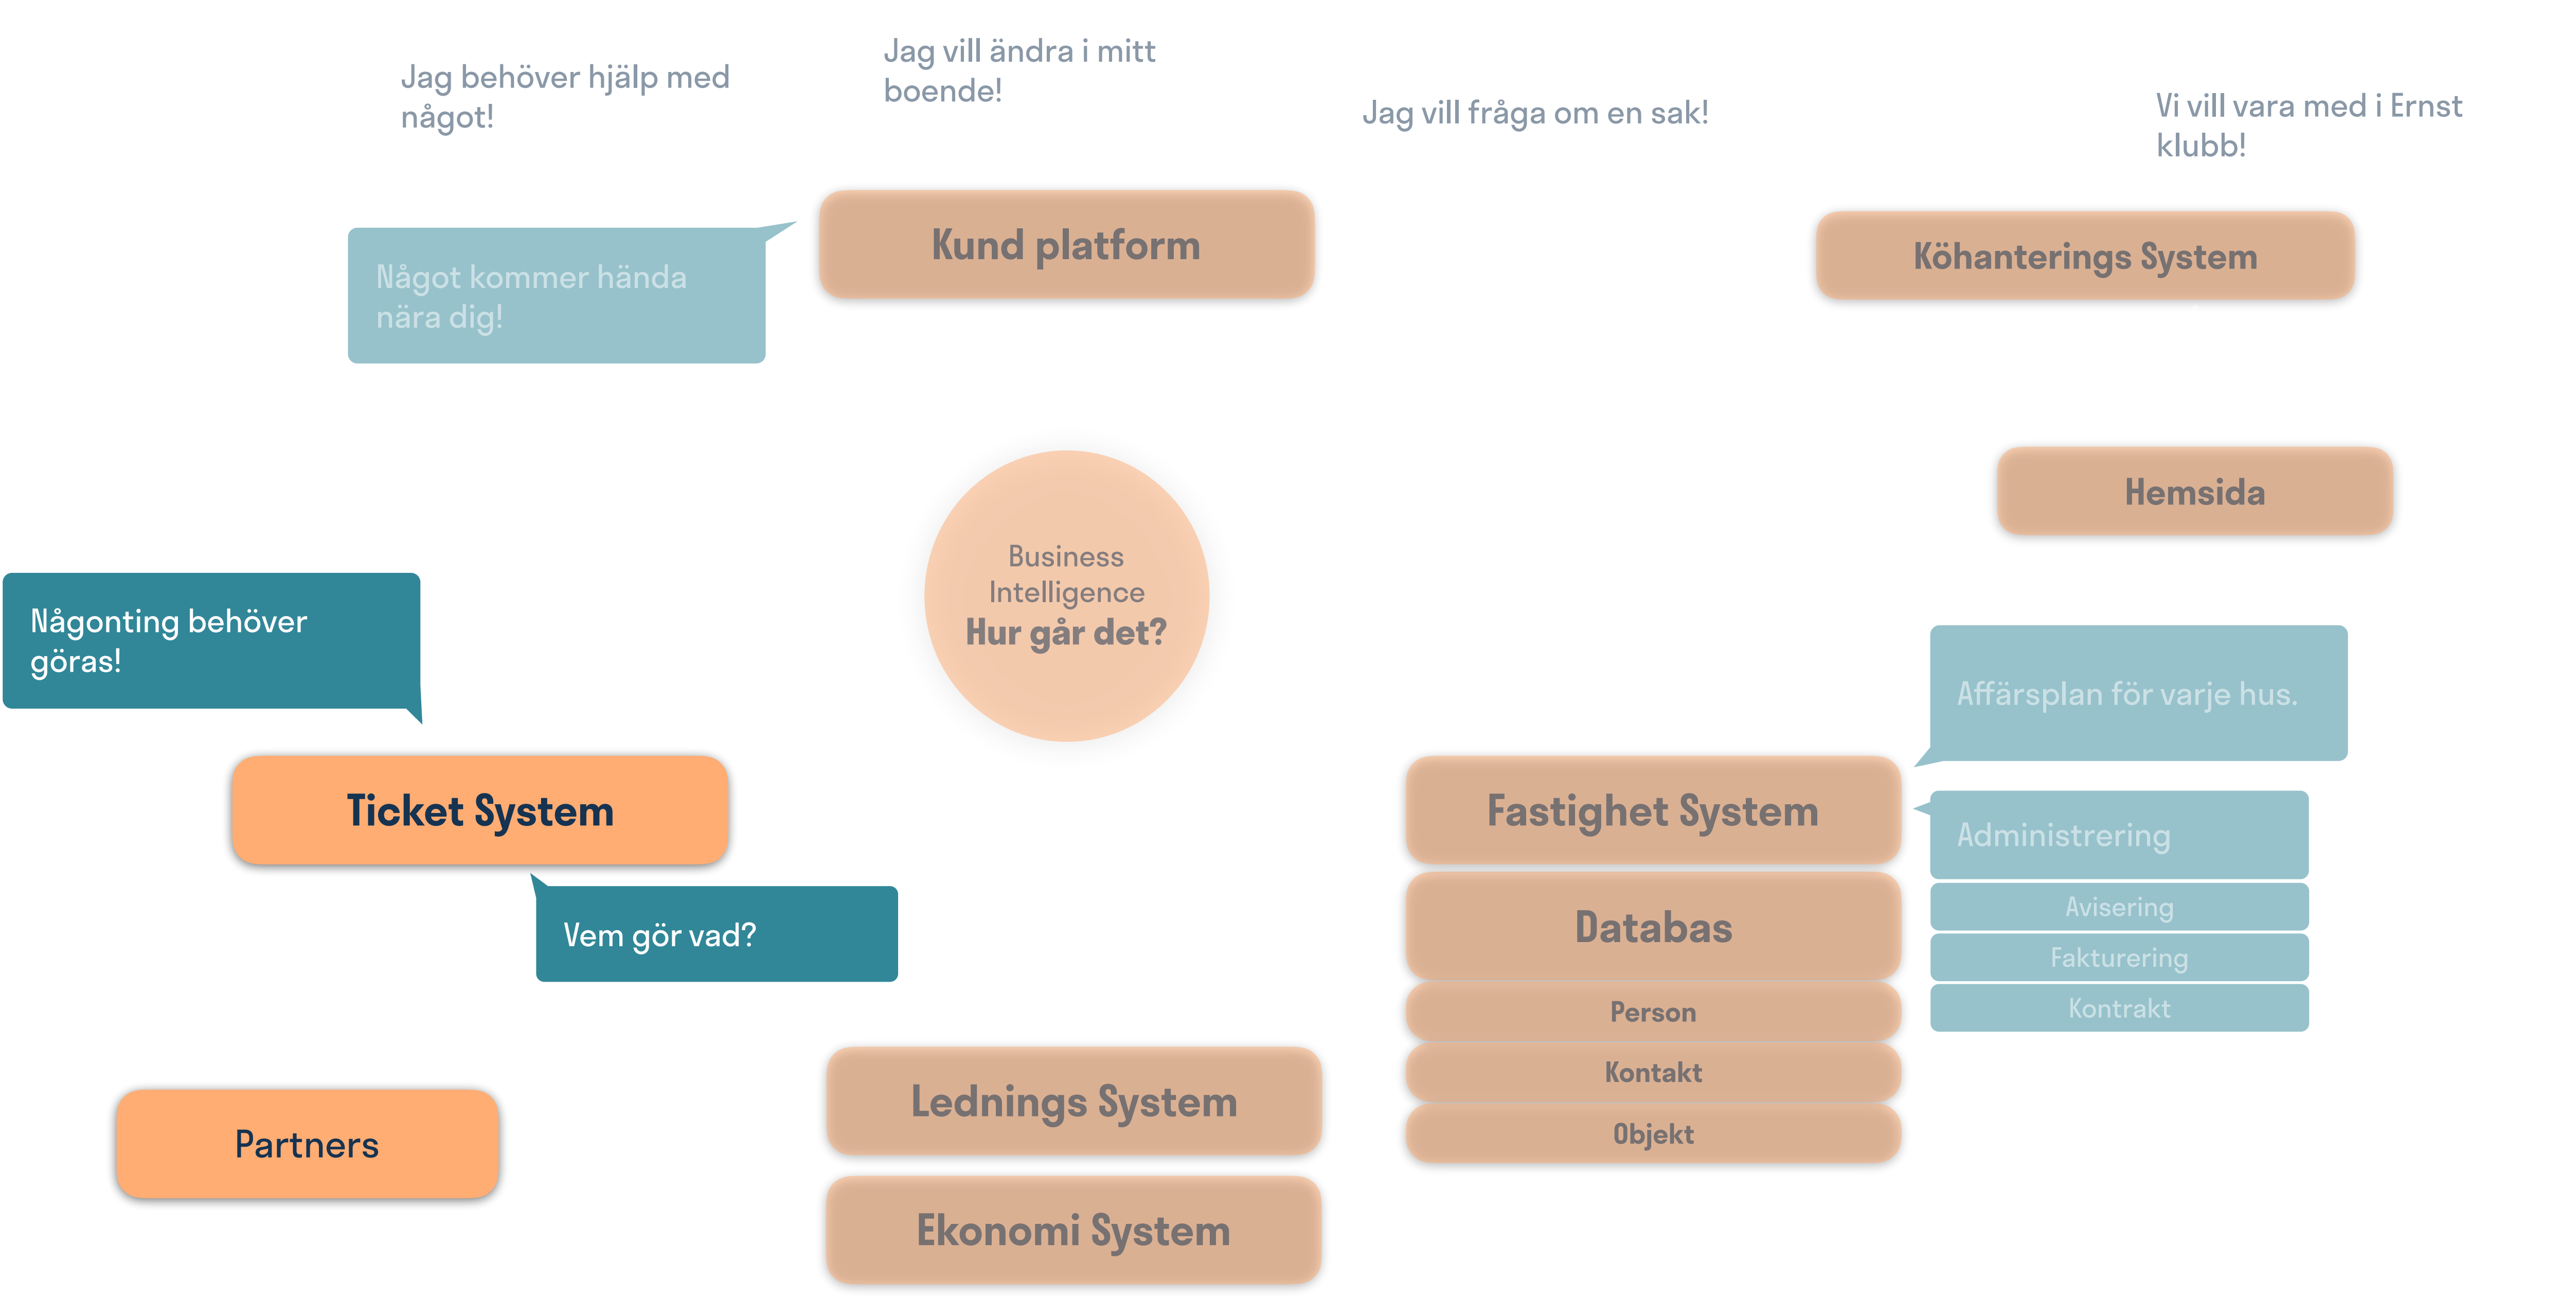 Jag behöver hjälp med
något!
Jag vill ändra i mitt
boende!
Jag vill fråga om en sak!
Vi vill vara med i Ernst
klubb!
Kund platform
Köhanterings System
Något kommer hända
nära dig!
Hemsida
Business
Intelligence
Hur går det?
Någonting behöver
göras!
Affärsplan för varje hus.
Ticket System
Fastighet System
Administrering
Databas
Avisering
Fakturering
Kontrakt
Vem gör vad?
Person
Kontakt
Objekt
Lednings System
Partners
Ekonomi System